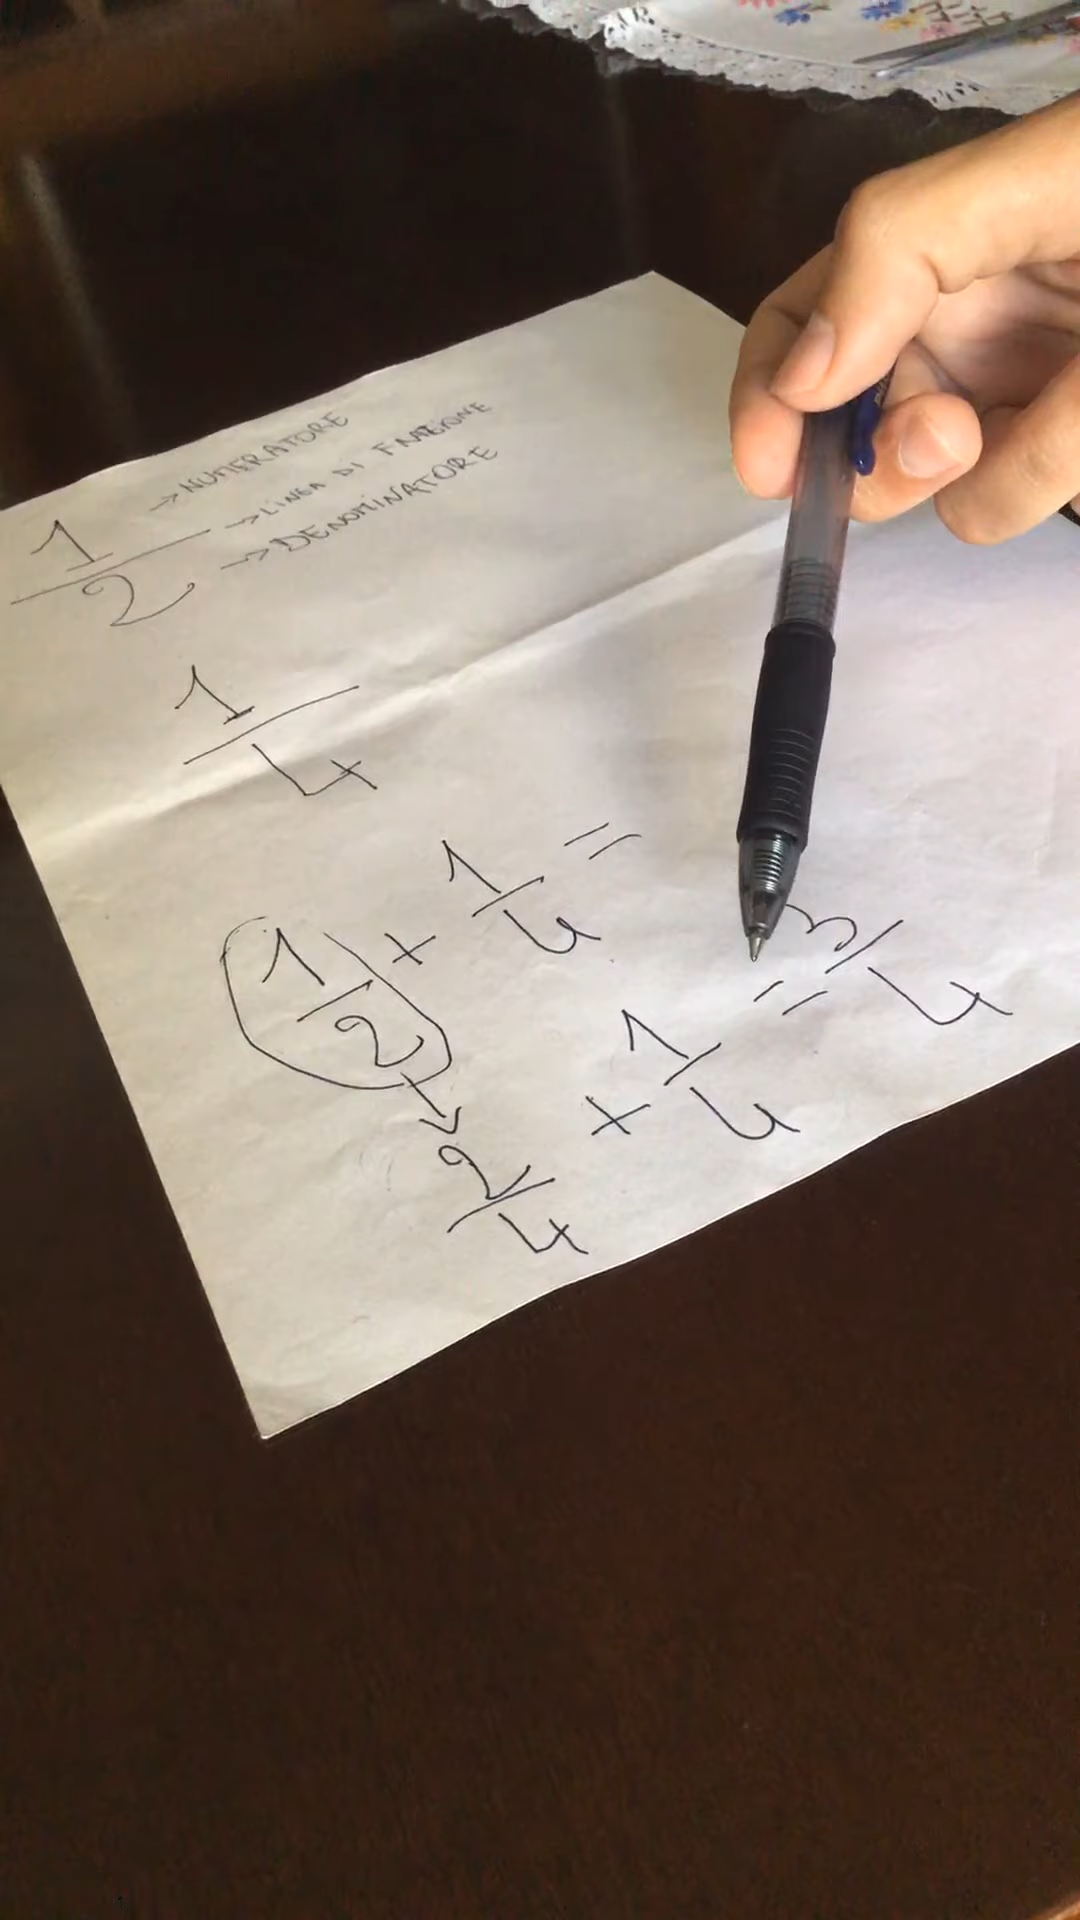 1/2 → NUMERATORE
→ LINEA DI FRAZIONE
→ DENOMINATORE
1/4
1/2 + 1/4 =
→ 2/4 + 1/4 = 3/4